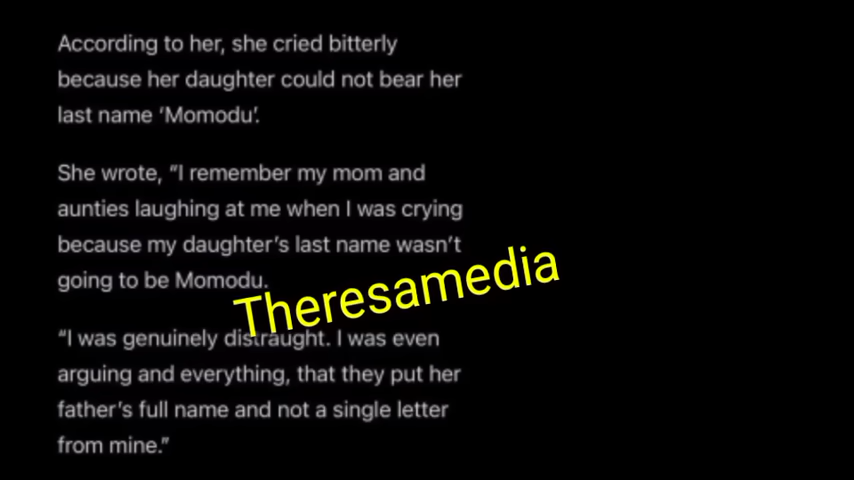 According to her, she cried bitterly
because her daughter could not bear her
last name ‘Momodu’.
She wrote, “I remember my mom and
aunties laughing at me when I was crying
because my daughter’s last name wasn’t
going to be Momodu.
Theresamedia
“I was genuinely distraught. I was even
arguing and everything, that they put her
father’s full name and not a single letter
from mine.”